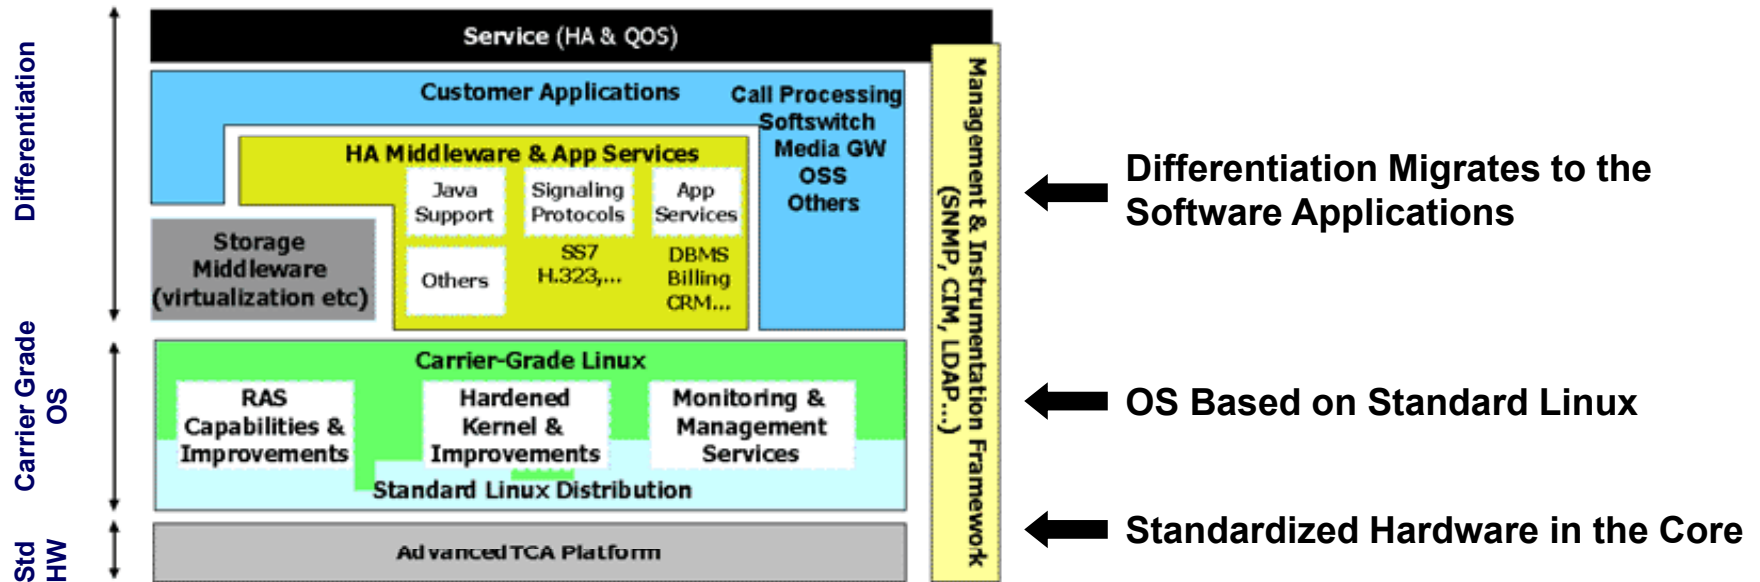 Differentiation
Carrier Grade
OS
Std
HW
Service (HA & QOS)
Customer Applications
Call Processing
Softswitch
Media GW
OSS
Others
HA Middleware & App Services
Java
Support
Signaling
Protocols
App
Services
Others
SS7
H.323,...
DBMS
Billing
CRM...
Storage
Middleware
(virtualization etc)
Carrier-Grade Linux
RAS
Capabilities &
Improvements
Hardened
Kernel &
Improvements
Monitoring &
Management
Services
Standard Linux Distribution
AdvancedTCA Platform
Management & Instrumentation Framework
(SNMP, CIM, LDAP...)
Differentiation Migrates to the
Software Applications
OS Based on Standard Linux
Standardized Hardware in the Core